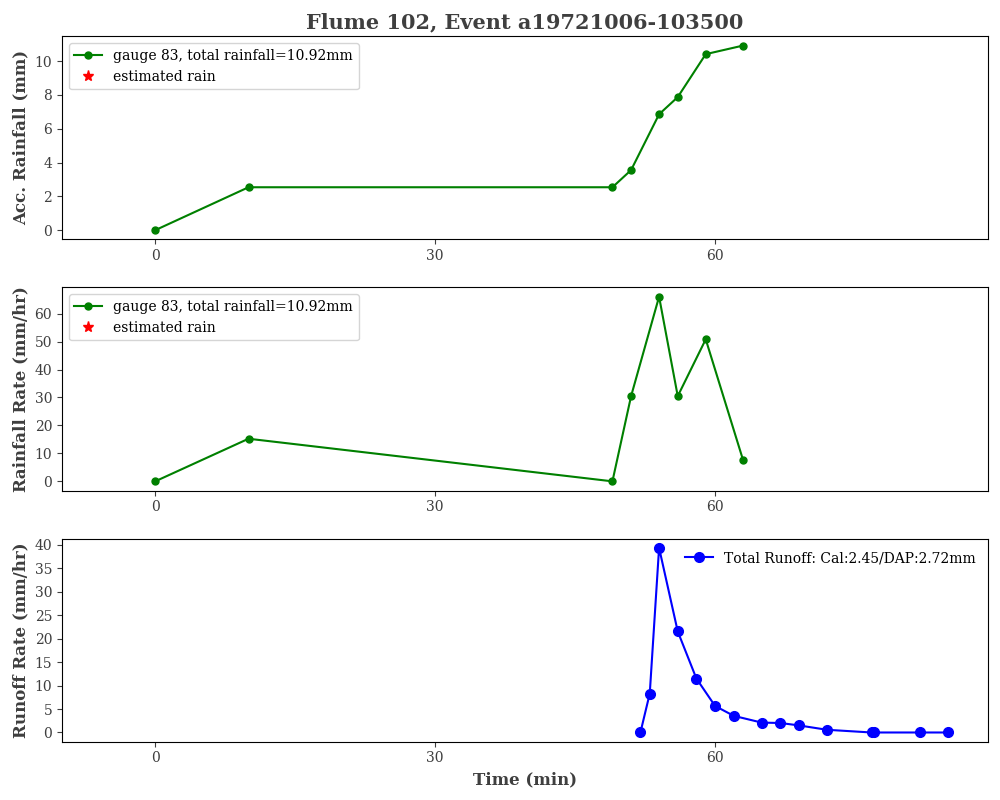 Flume 102, Event a19721006-103500
Acc. Rainfall (mm)
10
8
6
4
2
0
gauge 83, total rainfall=10.92mm
estimated rain
0 30 60
Rainfall Rate (mm/hr)
60
50
40
30
20
10
0
gauge 83, total rainfall=10.92mm
estimated rain
0 30 60
Runoff Rate (mm/hr)
40
35
30
25
20
15
10
5
0
Total Runoff: Cal:2.45/DAP:2.72mm
0 30 60
Time (min)